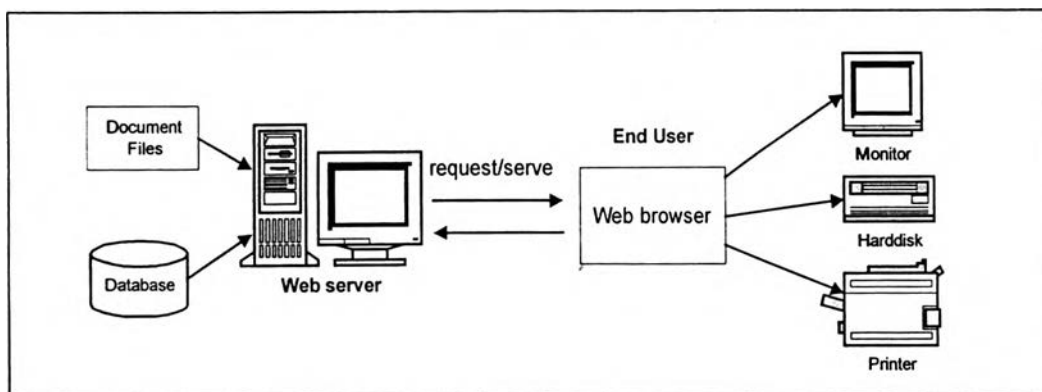 Document
Files
Database
Web server
request/serve
End User
Web browser
Monitor
Harddisk
Printer